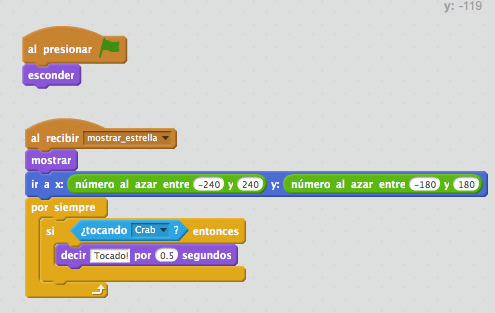 y: -119
al presionar
esconder
al recibir mostrar_estrella
mostrar
ir a x: número al azar entre -240 y 240 y: número al azar entre -180 y 180
por siempre
si ¿tocando Crab ? entonces
decir Tocado! por 0.5 segundos